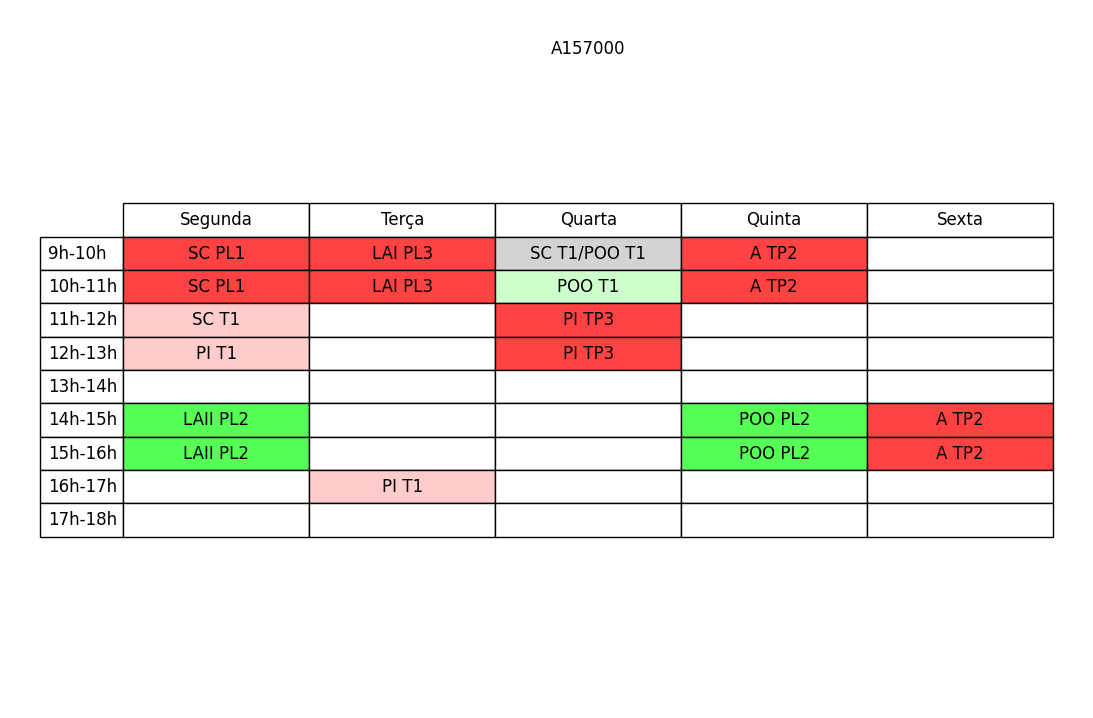 A157000
Segunda Terça Quarta Quinta Sexta
9h-10h SC PL1 LAI PL3 SC T1/POO T1 A TP2
10h-11h SC PL1 LAI PL3 POO T1 A TP2
11h-12h SC T1 PI TP3
12h-13h PI T1 PI TP3
13h-14h
14h-15h LAII PL2 POO PL2 A TP2
15h-16h LAII PL2 POO PL2 A TP2
16h-17h PI T1
17h-18h